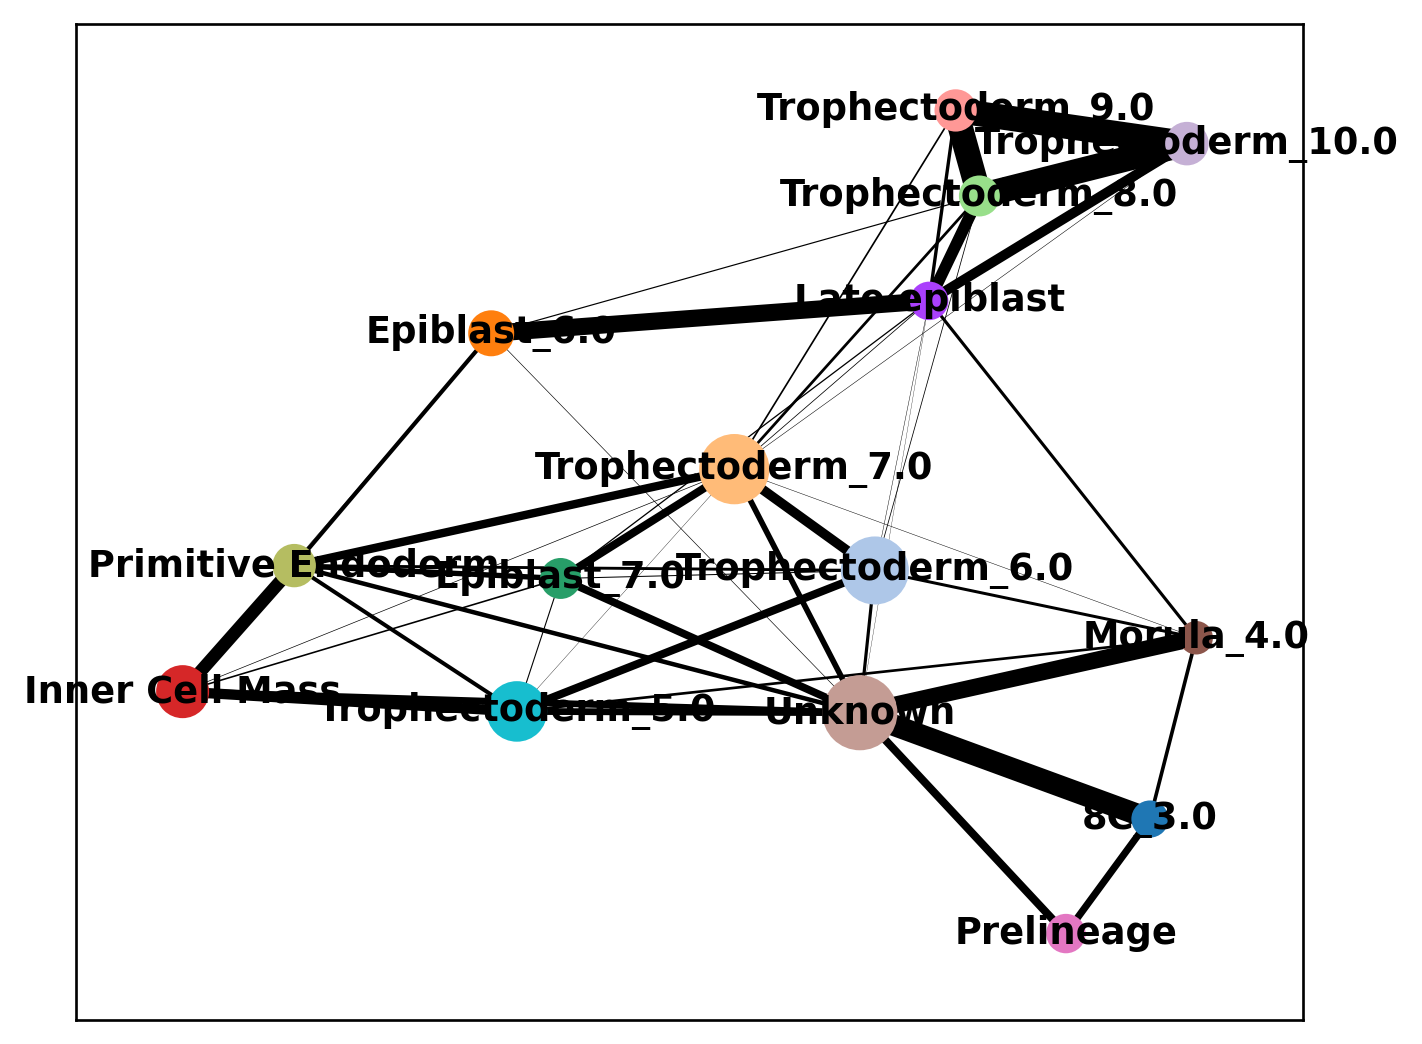 Trophectoderm_9.0
Trophectoderm_10.0
Trophectoderm_8.0
Late epiblast
Epiblast_6.0
Trophectoderm_7.0
Primitive Endoderm
Epiblast_7.0
Trophectoderm_6.0
Morula_4.0
Inner Cell Mass
Trophectoderm_5.0
Unknown
8C_3.0
Prelineage